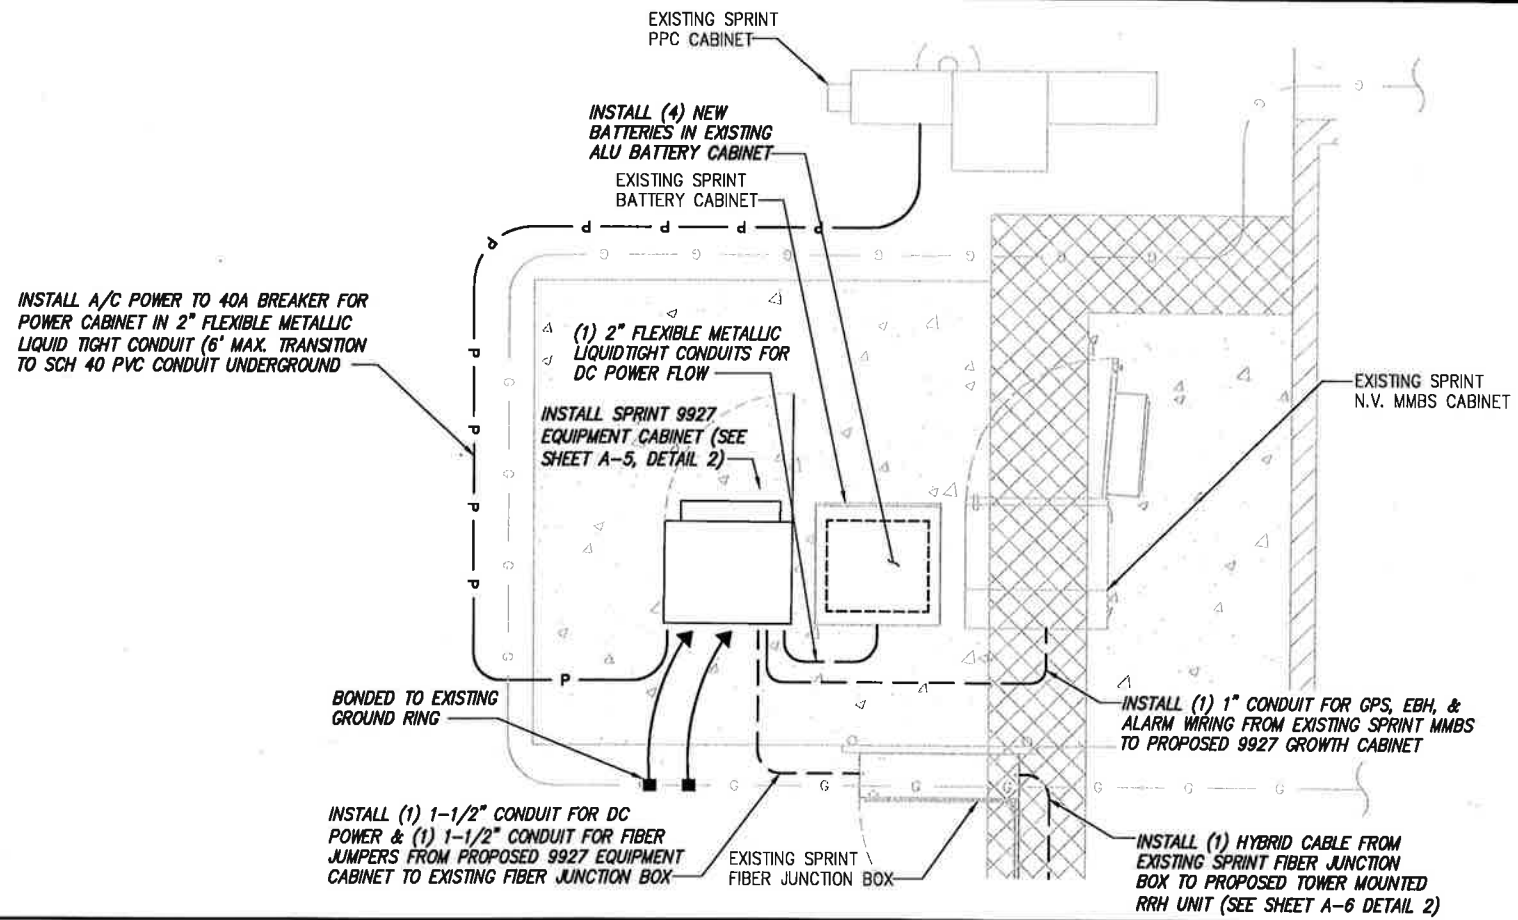 EXISTING SPRINT
PPC CABINET
INSTALL (4) NEW
BATTERIES IN EXISTING
ALU BATTERY CABINET
EXISTING SPRINT
BATTERY CABINET
INSTALL A/C POWER TO 40A BREAKER FOR
POWER CABINET IN 2" FLEXIBLE METALLIC
LIQUID TIGHT CONDUIT (6' MAX. TRANSITION
TO SCH 40 PVC CONDUIT UNDERGROUND
(1) 2" FLEXIBLE METALLIC
LIQUIDTIGHT CONDUITS FOR
DC POWER FLOW
EXISTING SPRINT
N.V. MMBS CABINET
INSTALL SPRINT 9927
EQUIPMENT CABINET (SEE
SHEET A-5, DETAIL 2)
BONDED TO EXISTING
GROUND RING
INSTALL (1) 1" CONDUIT FOR GPS, EBH, &
ALARM WIRING FROM EXISTING SPRINT MMBS
TO PROPOSED 9927 GROWTH CABINET
INSTALL (1) 1-1/2" CONDUIT FOR DC
POWER & (1) 1-1/2" CONDUIT FOR FIBER
JUMPERS FROM PROPOSED 9927 EQUIPMENT
CABINET TO EXISTING FIBER JUNCTION BOX
EXISTING SPRINT
FIBER JUNCTION BOX
INSTALL (1) HYBRID CABLE FROM
EXISTING SPRINT FIBER JUNCTION
BOX TO PROPOSED TOWER MOUNTED
RRH UNIT (SEE SHEET A-6 DETAIL 2)
P P P P P
P
P
P
P
P
G G G G G G
G
G
G
G
G G G G G G G